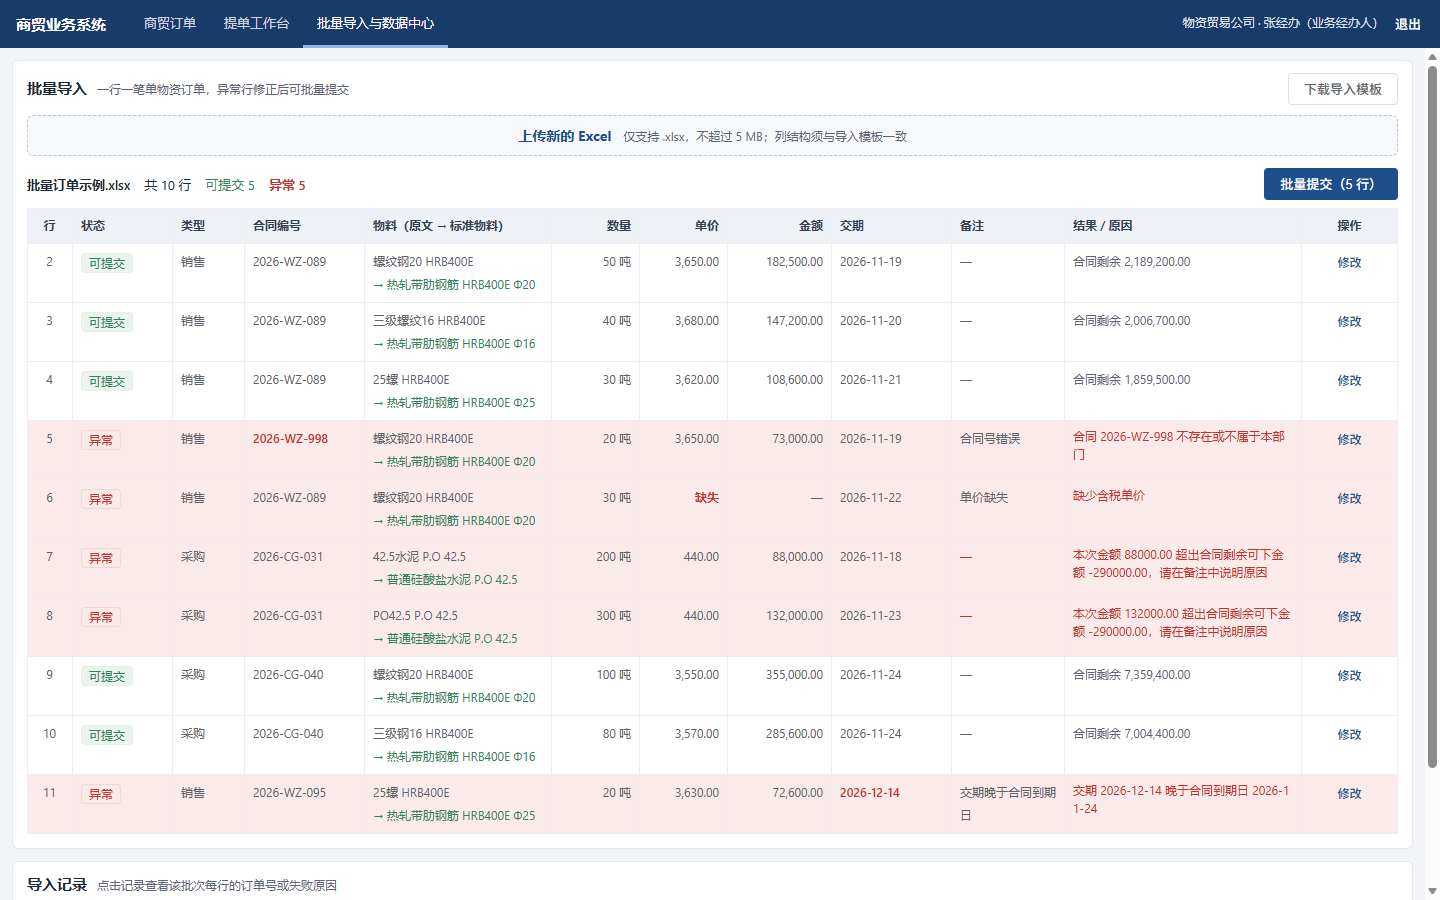 商贸业务系统 商贸订单 提单工作台 批量导入与数据中心 物资贸易公司 · 张经办（业务经办人） 退出
批量导入 一行一笔单物资订单，异常行修正后可批量提交 下载导入模板
上传新的 Excel 仅支持 .xlsx，不超过 5 MB；列结构须与导入模板一致
批量订单示例.xlsx 共 10 行 可提交 5 异常 5 批量提交（5 行）
行 状态 类型 合同编号 物料（原文 → 标准物料） 数量 单价 金额 交期 备注 结果 / 原因 操作
2 可提交 销售 2026-WZ-089 螺纹钢20 HRB400E 50 吨 3,650.00 182,500.00 2026-11-19 — 合同剩余 2,189,200.00 修改
→ 热轧带肋钢筋 HRB400E Φ20
3 可提交 销售 2026-WZ-089 三级螺纹16 HRB400E 40 吨 3,680.00 147,200.00 2026-11-20 — 合同剩余 2,006,700.00 修改
→ 热轧带肋钢筋 HRB400E Φ16
4 可提交 销售 2026-WZ-089 25螺 HRB400E 30 吨 3,620.00 108,600.00 2026-11-21 — 合同剩余 1,859,500.00 修改
→ 热轧带肋钢筋 HRB400E Φ25
5 异常 销售 2026-WZ-998 螺纹钢20 HRB400E 20 吨 3,650.00 73,000.00 2026-11-19 合同号错误 合同 2026-WZ-998 不存在或不属于本部 修改
→ 热轧带肋钢筋 HRB400E Φ20 门
6 异常 销售 2026-WZ-089 螺纹钢20 HRB400E 30 吨 缺失 — 2026-11-22 单价缺失 缺少含税单价 修改
→ 热轧带肋钢筋 HRB400E Φ20
7 异常 采购 2026-CG-031 42.5水泥 P.O 42.5 200 吨 440.00 88,000.00 2026-11-18 — 本次金额 88000.00 超出合同剩余可下金 修改
→ 普通硅酸盐水泥 P.O 42.5 额 -290000.00，请在备注中说明原因
8 异常 采购 2026-CG-031 PO42.5 P.O 42.5 300 吨 440.00 132,000.00 2026-11-23 — 本次金额 132000.00 超出合同剩余可下金 修改
→ 普通硅酸盐水泥 P.O 42.5 额 -290000.00，请在备注中说明原因
9 可提交 采购 2026-CG-040 螺纹钢20 HRB400E 100 吨 3,550.00 355,000.00 2026-11-24 — 合同剩余 7,359,400.00 修改
→ 热轧带肋钢筋 HRB400E Φ20
10 可提交 采购 2026-CG-040 三级钢16 HRB400E 80 吨 3,570.00 285,600.00 2026-11-24 — 合同剩余 7,004,400.00 修改
→ 热轧带肋钢筋 HRB400E Φ16
11 异常 销售 2026-WZ-095 25螺 HRB400E 20 吨 3,630.00 72,600.00 2026-12-14 交期晚于合同到期 交期 2026-12-14 晚于合同到期日 2026-1 修改
→ 热轧带肋钢筋 HRB400E Φ25 日 1-24
导入记录 点击记录查看该批次每行的订单号或失败原因